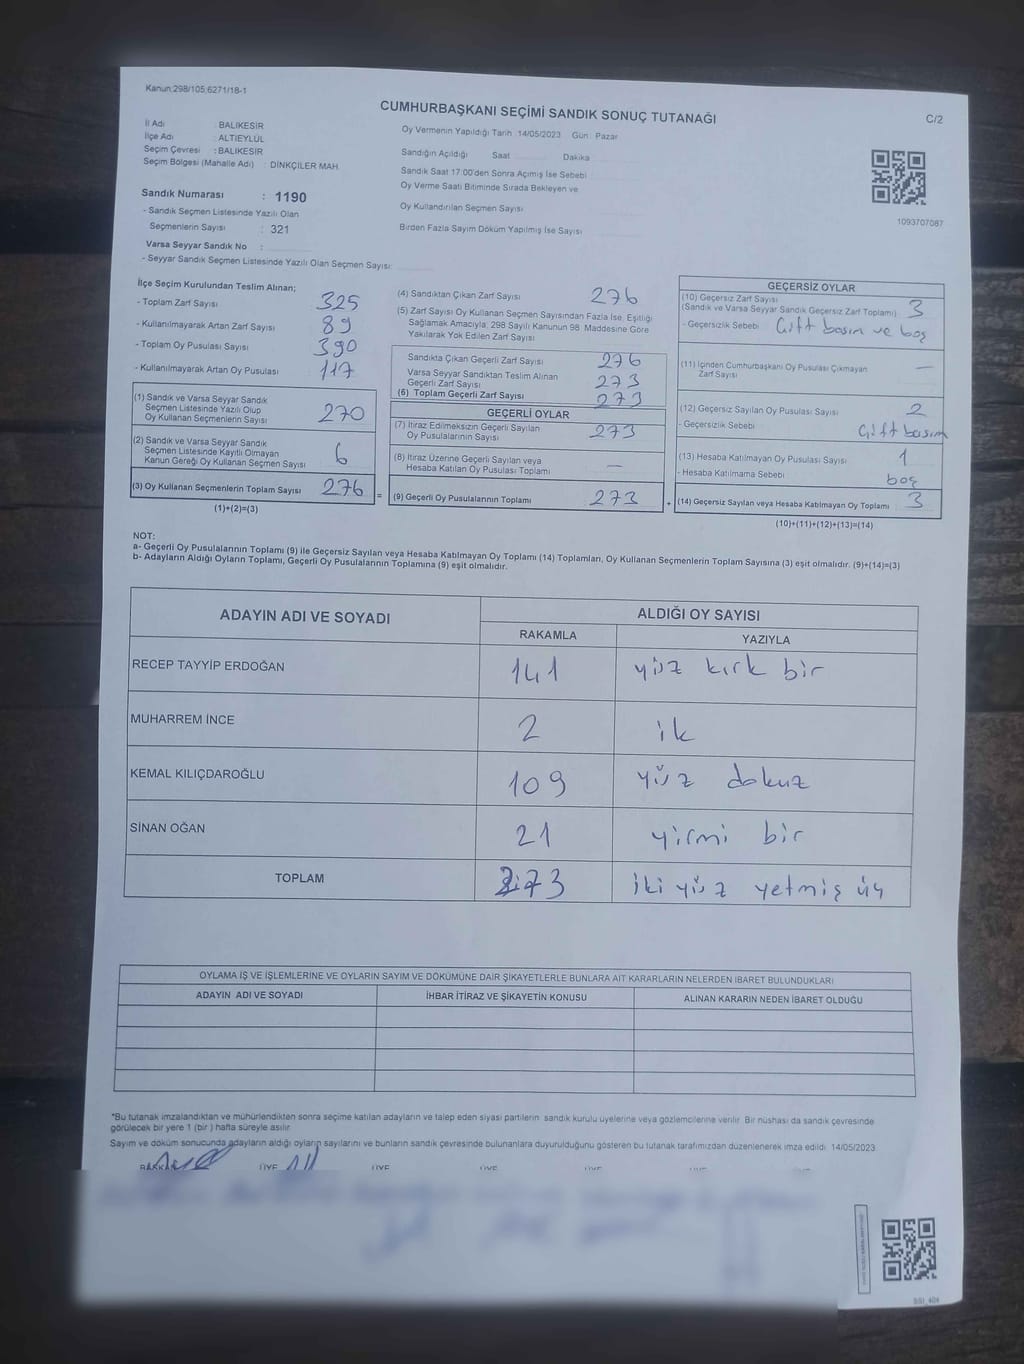 Kanun:298/105;6271/18-1
CUMHURBAŞKANI SEÇİMİ SANDIK SONUÇ TUTANAĞI
C/2
İl Adı : BALIKESİR
İlçe Adı : ALTIEYLÜL
Seçim Çevresi : BALIKESİR
Seçim Bölgesi (Mahalle Adı) : DİNKÇİLER MAH.
Sandık Numarası : 1190
- Sandık Seçmen Listesinde Yazılı Olan
Seçmenlerin Sayısı : 321
Varsa Seyyar Sandık No :
- Seyyar Sandık Seçmen Listesinde Yazılı Olan Seçmen Sayısı:
Oy Vermenin Yapıldığı Tarih : 14/05/2023 Gün : Pazar
Sandığın Açıldığı Saat Dakika
Sandık Saat 17:00'den Sonra Açımış İse Sebebi
Oy Verme Saati Bitiminde Sırada Bekleyen ve
Oy Kullandırılan Seçmen Sayısı
Birden Fazla Sayım Döküm Yapılmış İse Sayısı
1093707087
İlçe Seçim Kurulundan Teslim Alınan;
- Toplam Zarf Sayısı 325
- Kullanılmayarak Artan Zarf Sayısı 89
- Toplam Oy Pusulası Sayısı 390
- Kullanılmayarak Artan Oy Pusulası 117
(1) Sandık ve Varsa Seyyar Sandık
Seçmen Listesinde Yazılı Olup
Oy Kullanan Seçmenlerin Sayısı 270
(2) Sandık ve Varsa Seyyar Sandık
Seçmen Listesinde Kayıtlı Olmayan
Kanun Gereği Oy Kullanan Seçmen Sayısı 6
(3) Oy Kullanan Seçmenlerin Toplam Sayısı 276
(1)+(2)=(3)
(4) Sandıktan Çıkan Zarf Sayısı 276
(5) Zarf Sayısı Oy Kullanan Seçmen Sayısından Fazla İse, Eşitliği
Sağlamak Amacıyla; 298 Sayılı Kanunun 98. Maddesine Göre
Yakılarak Yok Edilen Zarf Sayısı
Sandıkta Çıkan Geçerli Zarf Sayısı 276
Varsa Seyyar Sandıktan Teslim Alınan
Geçerli Zarf Sayısı 273
(6) Toplam Geçerli Zarf Sayısı 273
GEÇERLİ OYLAR
(7) İtiraz Edilmeksizin Geçerli Sayılan
Oy Pusulalarının Sayısı 273
(8) İtiraz Üzerine Geçerli Sayılan veya
Hesaba Katılan Oy Pusulası Toplamı —
= (9) Geçerli Oy Pusulalarının Toplamı 273
GEÇERSİZ OYLAR
(10) Geçersiz Zarf Sayısı
(Sandık ve Varsa Seyyar Sandık Geçersiz Zarf Toplamı) 3
- Geçersizlik Sebebi Çift basım ve boş
(11) İçinden Cumhurbaşkanı Oy Pusulası Çıkmayan
Zarf Sayısı —
(12) Geçersiz Sayılan Oy Pusulası Sayısı 2
- Geçersizlik Sebebi Çift basım
(13) Hesaba Katılmayan Oy Pusulası Sayısı 1
- Hesaba Katılmama Sebebi boş
+ (14) Geçersiz Sayılan veya Hesaba Katılmayan Oy Toplamı 3
(10)+(11)+(12)+(13)=(14)
NOT:
a- Geçerli Oy Pusulalarının Toplamı (9) ile Geçersiz Sayılan veya Hesaba Katılmayan Oy Toplamı (14) Toplamları, Oy Kullanan Seçmenlerin Toplam Sayısına (3) eşit olmalıdır. (9)+(14)=(3)
b- Adayların Aldığı Oyların Toplamı, Geçerli Oy Pusulalarının Toplamına (9) eşit olmalıdır.
ADAYIN ADI VE SOYADI ALDIĞI OY SAYISI
RAKAMLA YAZIYLA
RECEP TAYYİP ERDOĞAN 141 yüz kırk bir
MUHARREM İNCE 2 ik
KEMAL KILIÇDAROĞLU 109 yüz dokuz
SİNAN OĞAN 21 yirmi bir
TOPLAM 273 iki yüz yetmiş üç
OYLAMA İŞ VE İŞLEMLERİNE VE OYLARIN SAYIM VE DÖKÜMÜNE DAİR ŞİKAYETLERLE BUNLARA AİT KARARLARIN NELERDEN İBARET BULUNDUKLARI
ADAYIN ADI VE SOYADI İHBAR İTİRAZ VE ŞİKAYETİN KONUSU ALINAN KARARIN NEDEN İBARET OLDUĞU
*Bu tutanak imzalandıktan ve mühürlendikten sonra seçime katılan adayların ve talep eden siyasi partilerin sandık kurulu üyelerine veya gözlemcilerine verilir. Bir nüshası da sandık çevresinde
görülecek bir yere 1 (bir) hafta süreyle asılır.
Sayım ve döküm sonucunda adayların aldığı oyların sayılarını ve bunların sandık çevresinde bulunanlara duyurulduğunu gösteren bu tutanak tarafımızdan düzenlenerek imza edildi. 14/05/2023
BAŞKAN ÜYE ÜYE ÜYE ÜYE